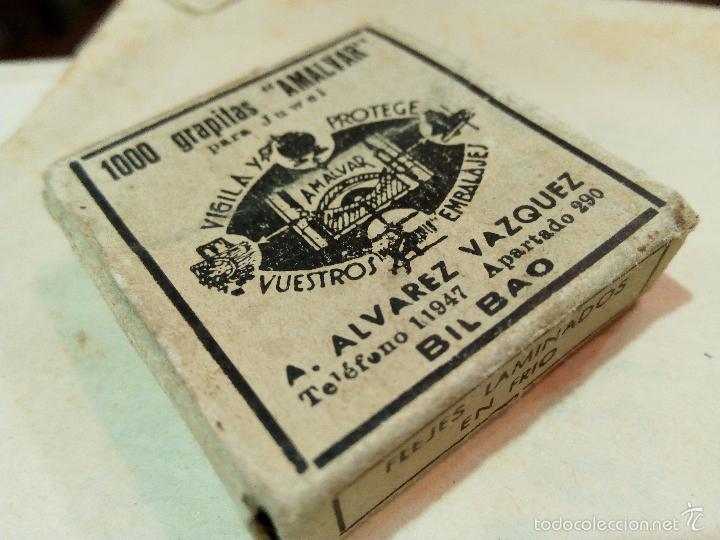 1000 grapitas "AMALVAR"
para Juwel
VIGILA Y PROTEGE
AMALVAR
VUESTROS EMBALAJES
A. ALVAREZ VAZQUEZ
Teléfono 11947 Apartado 290
BILBAO
FLEJES LAMINADOS
EN FRIO
todocoleccion.net